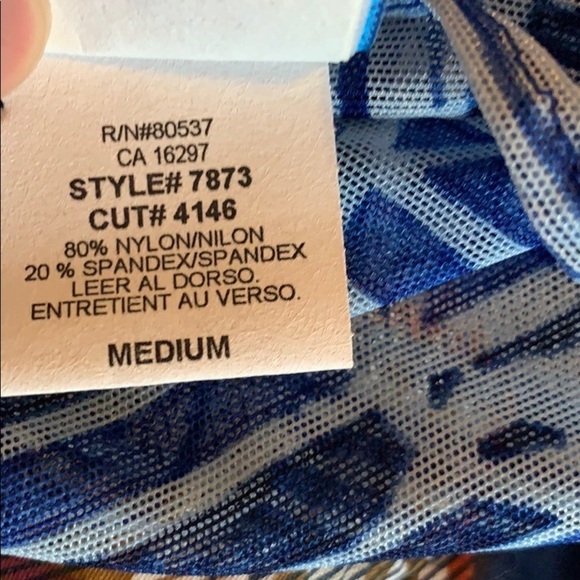 R/N#80537
CA 16297
STYLE# 7873
CUT# 4146
80% NYLON/NILON
20 % SPANDEX/SPANDEX
LEER AL DORSO.
ENTRETIENT AU VERSO.
MEDIUM